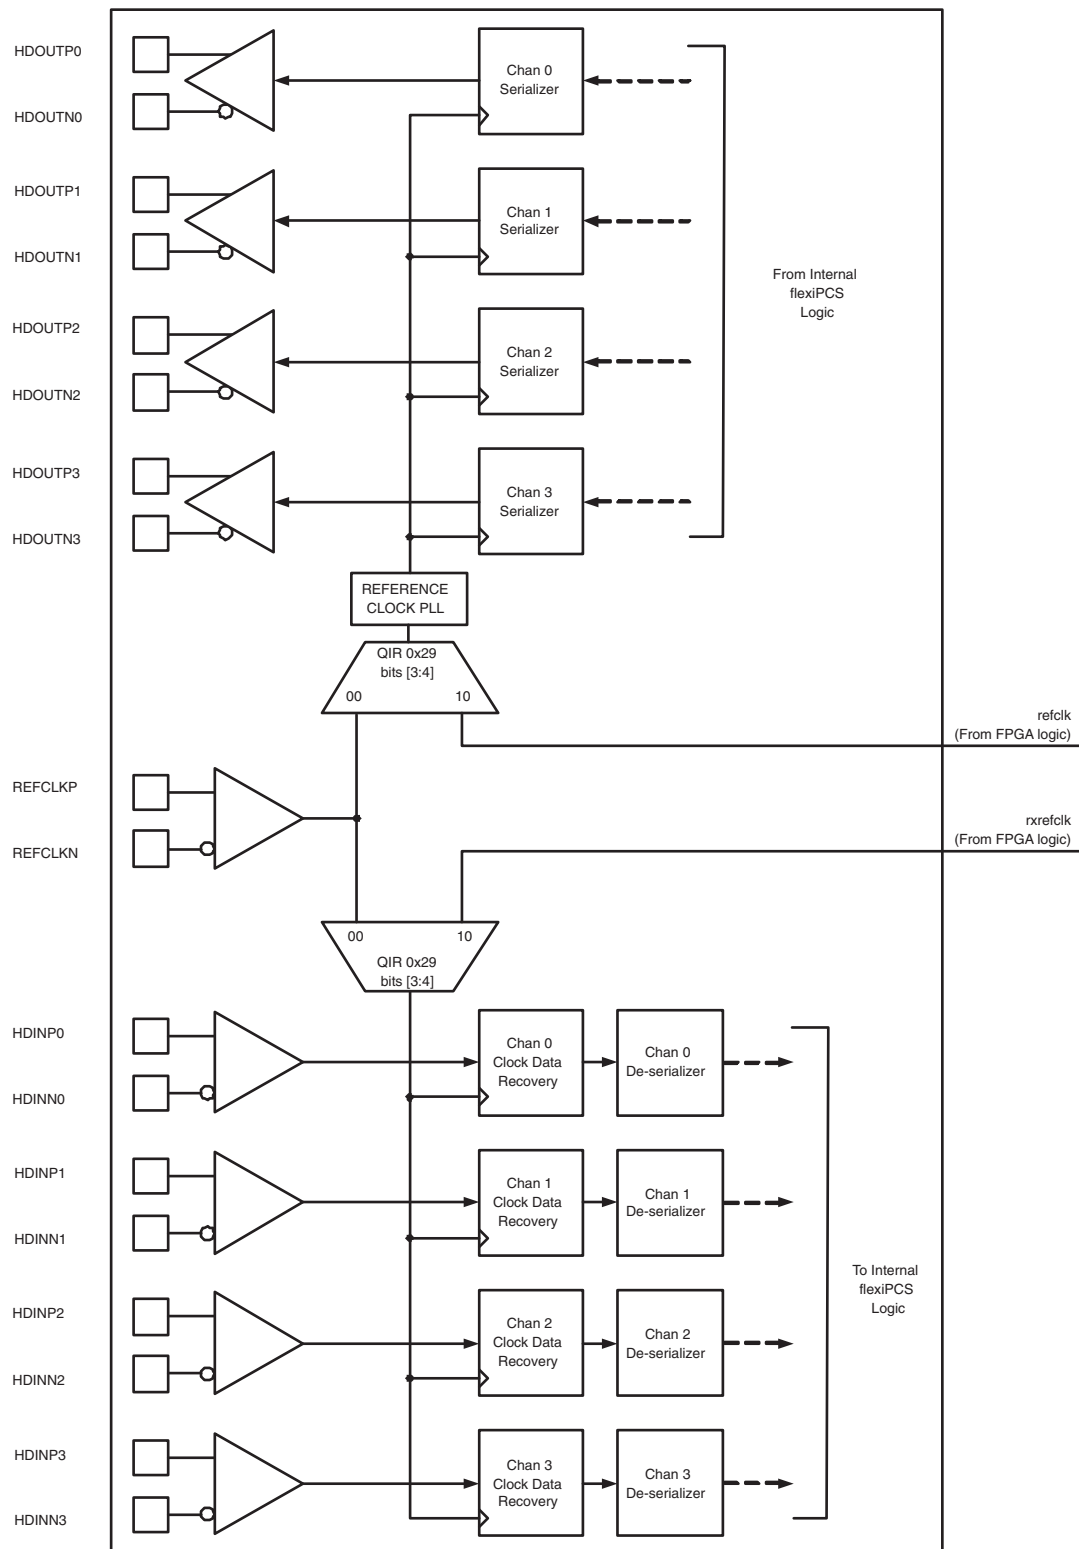 HDOUTP0
HDOUTN0
Chan 0
Serializer
HDOUTP1
HDOUTN1
Chan 1
Serializer
From Internal
flexiPCS
Logic
HDOUTP2
HDOUTN2
Chan 2
Serializer
HDOUTP3
HDOUTN3
Chan 3
Serializer
REFERENCE
CLOCK PLL
QIR 0x29
bits [3:4]
00
10
refclk
(From FPGA logic)
REFCLKP
REFCLKN
rxrefclk
(From FPGA logic)
00
10
QIR 0x29
bits [3:4]
HDINP0
HDINN0
Chan 0
Clock Data
Recovery
Chan 0
De-serializer
HDINP1
HDINN1
Chan 1
Clock Data
Recovery
Chan 1
De-serializer
To Internal
flexiPCS
Logic
HDINP2
HDINN2
Chan 2
Clock Data
Recovery
Chan 2
De-serializer
HDINP3
HDINN3
Chan 3
Clock Data
Recovery
Chan 3
De-serializer